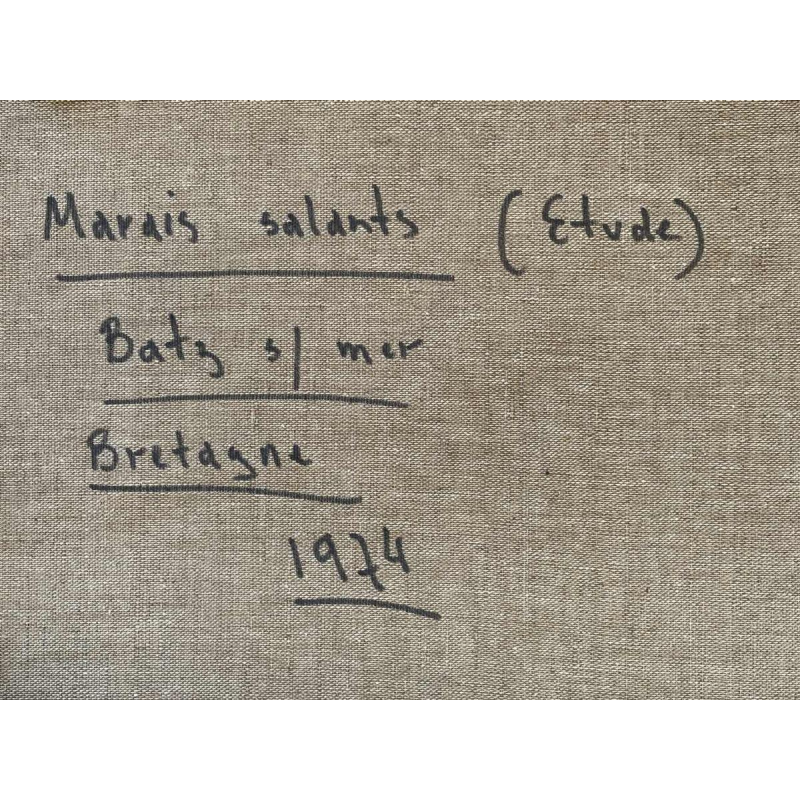 Marais salants (Etude)
Batz s/ mer
Bretagne
1974